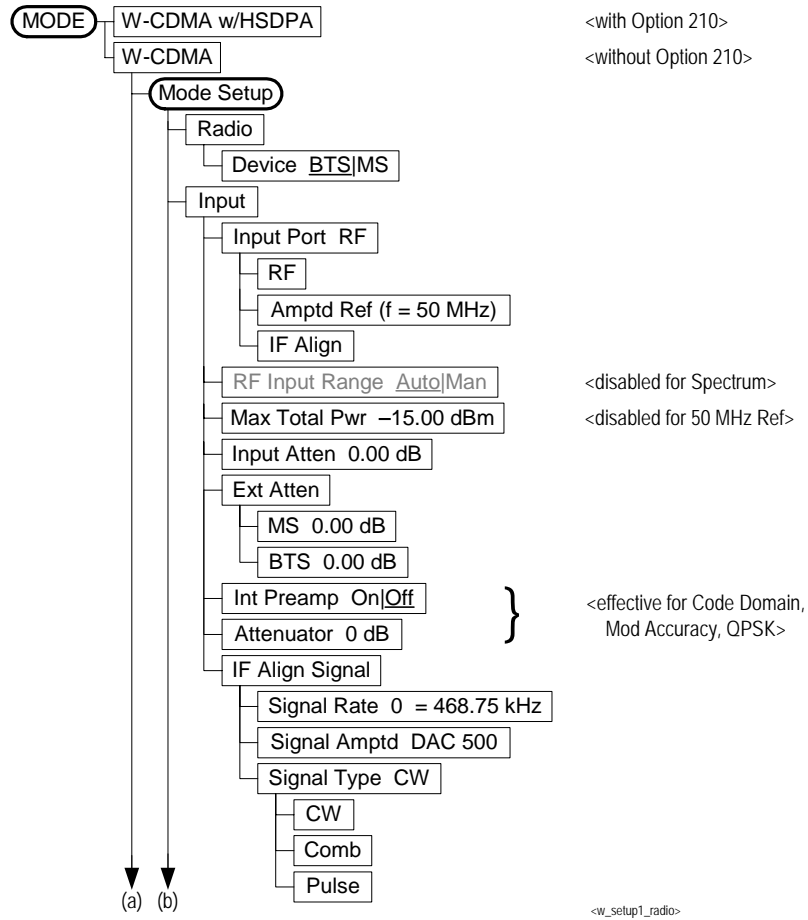 MODE W-CDMA w/HSDPA <with Option 210>
W-CDMA <without Option 210>
Mode Setup
Radio
Device BTS|MS
Input
Input Port RF
RF
Amptd Ref (f = 50 MHz)
IF Align
RF Input Range Auto|Man <disabled for Spectrum>
Max Total Pwr –15.00 dBm <disabled for 50 MHz Ref>
Input Atten 0.00 dB
Ext Atten
MS 0.00 dB
BTS 0.00 dB
Int Preamp On|Off } <effective for Code Domain,
Attenuator 0 dB Mod Accuracy, QPSK>
IF Align Signal
Signal Rate 0 = 468.75 kHz
Signal Amptd DAC 500
Signal Type CW
CW
Comb
Pulse
(a) (b)
<w_setup1_radio>